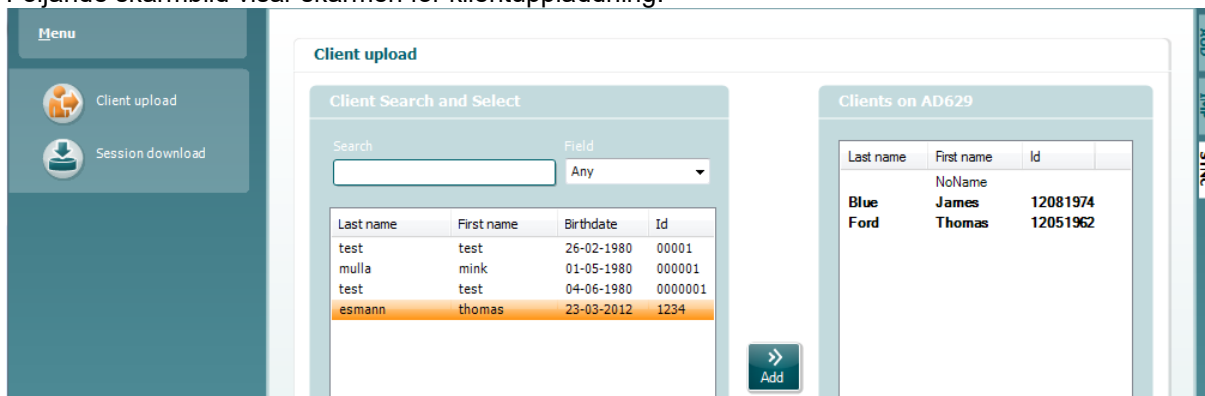 Följande skärmbild visar skärmen för klientuppladdning:
Menu
Client upload
Session download
Client upload
Client Search and Select
Search
Field
Any
Last name First name Birthdate Id
test test 26-02-1980 00001
mulla mink 01-05-1980 000001
test test 04-06-1980 0000001
esmann thomas 23-03-2012 1234
Add
Clients on AD629
Last name First name Id
NoName
Blue James 12081974
Ford Thomas 12051962
AUD
IMP
SYNC